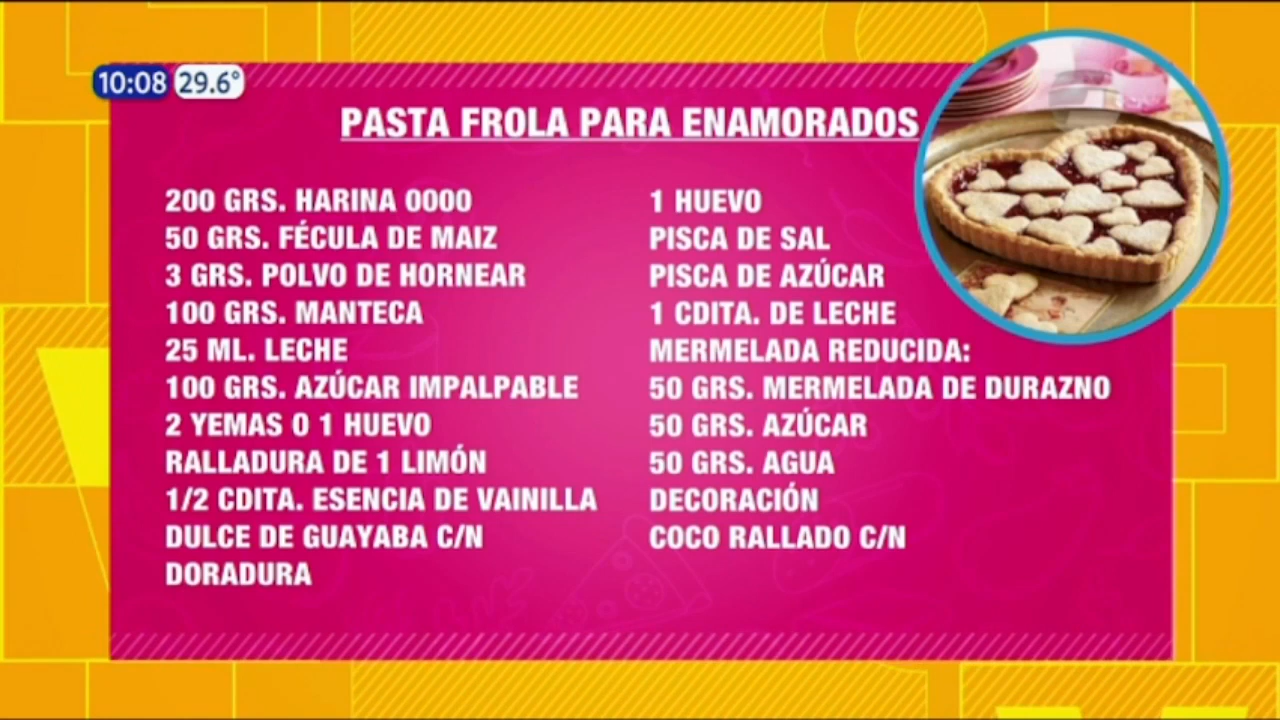 10:08 29.6°
PASTA FROLA PARA ENAMORADOS
200 GRS. HARINA 0000
50 GRS. FÉCULA DE MAIZ
3 GRS. POLVO DE HORNEAR
100 GRS. MANTECA
25 ML. LECHE
100 GRS. AZÚCAR IMPALPABLE
2 YEMAS O 1 HUEVO
RALLADURA DE 1 LIMÓN
1/2 CDITA. ESENCIA DE VAINILLA
DULCE DE GUAYABA C/N
DORADURA
1 HUEVO
PISCA DE SAL
PISCA DE AZÚCAR
1 CDITA. DE LECHE
MERMELADA REDUCIDA:
50 GRS. MERMELADA DE DURAZNO
50 GRS. AZÚCAR
50 GRS. AGUA
DECORACIÓN
COCO RALLADO C/N